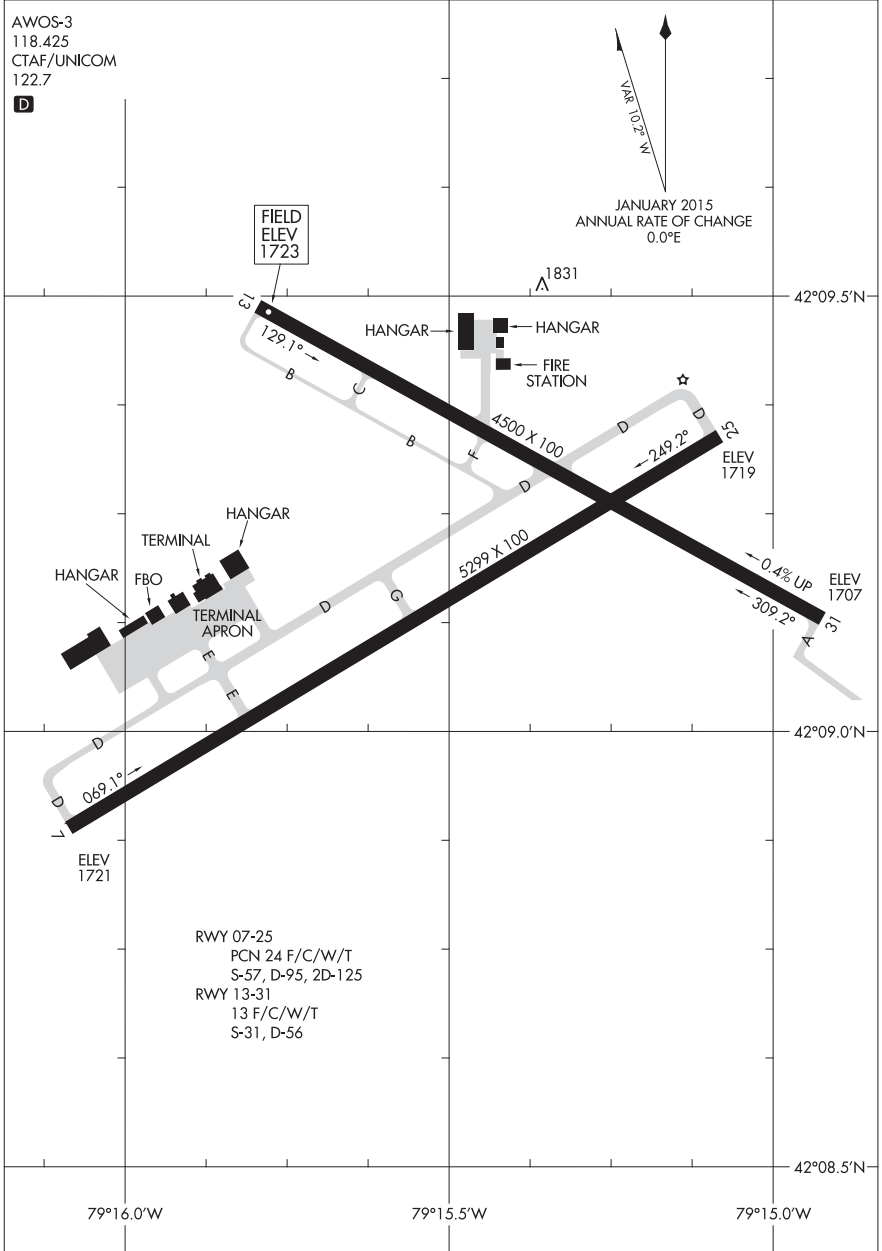 AWOS-3
118.425
CTAF/UNICOM
122.7
D
VAR 10.2° W
JANUARY 2015
ANNUAL RATE OF CHANGE
0.0°E
FIELD
ELEV
1723
1831
42°09.5'N
13
129.1°
HANGAR
HANGAR
FIRE
STATION
B
C
B
F
4500 X 100
D
D
D
25
249.2°
ELEV
1719
HANGAR
TERMINAL
HANGAR
FBO
TERMINAL
APRON
5299 X 100
D
G
E
E
0.4% UP
309.2°
ELEV
1707
31
A
42°09.0'N
D
069.1°
D
7
ELEV
1721
RWY 07-25
PCN 24 F/C/W/T
S-57, D-95, 2D-125
RWY 13-31
13 F/C/W/T
S-31, D-56
42°08.5'N
79°16.0'W
79°15.5'W
79°15.0'W